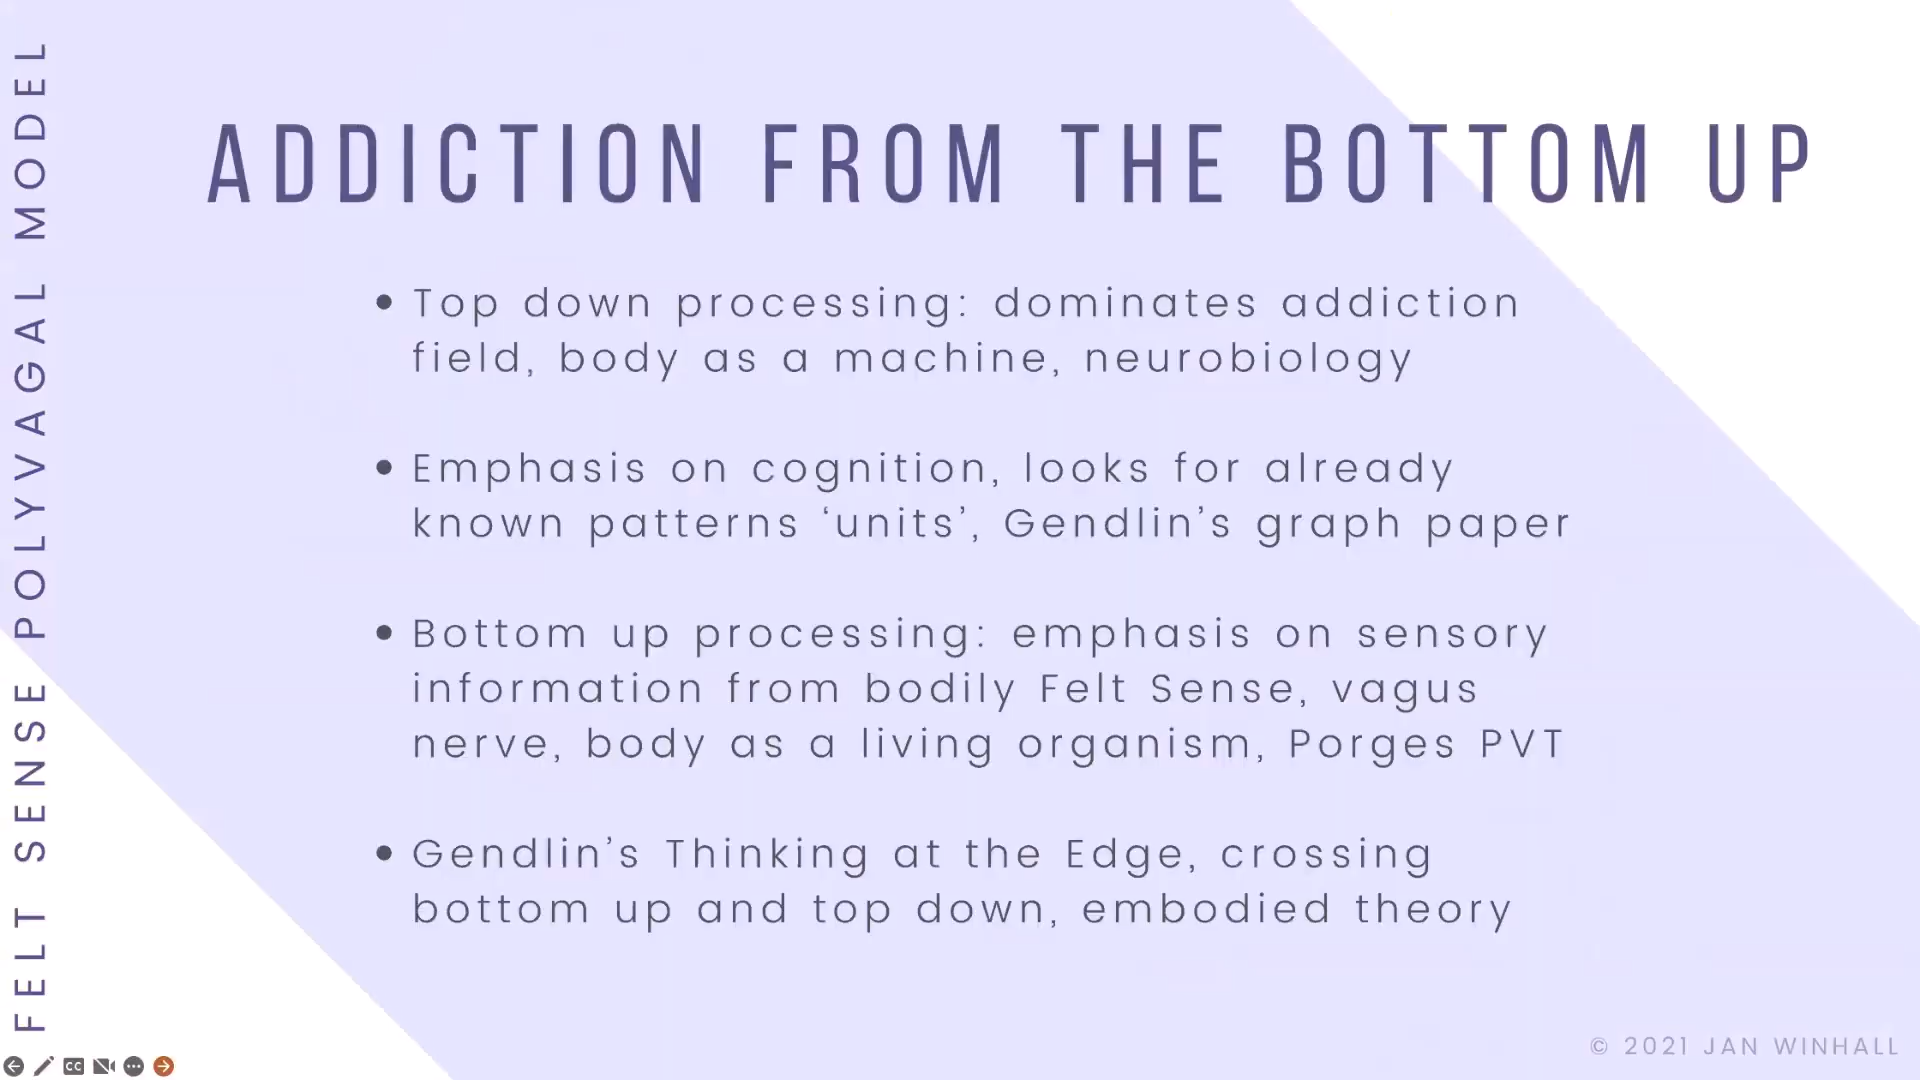 FELT SENSE POLYVAGAL MODEL
ADDICTION FROM THE BOTTOM UP
• Top down processing: dominates addiction
field, body as a machine, neurobiology
• Emphasis on cognition, looks for already
known patterns ‘units’, Gendlin’s graph paper
• Bottom up processing: emphasis on sensory
information from bodily Felt Sense, vagus
nerve, body as a living organism, Porges PVT
• Gendlin’s Thinking at the Edge, crossing
bottom up and top down, embodied theory
© 2021 JAN WINHALL
CC